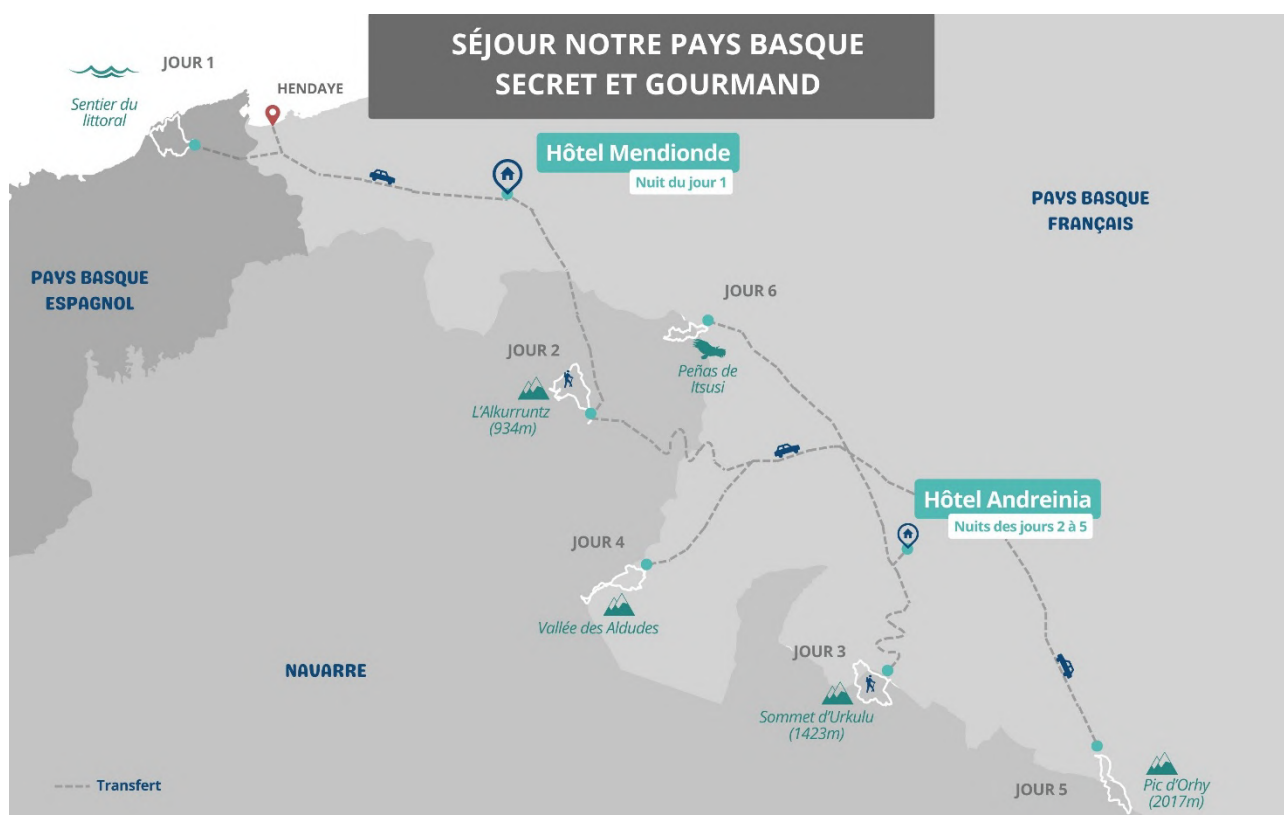 SÉJOUR NOTRE PAYS BASQUE
SECRET ET GOURMAND
JOUR 1
Sentier du
littoral
HENDAYE
Hôtel Mendionde
Nuit du jour 1
PAYS BASQUE
FRANÇAIS
PAYS BASQUE
ESPAGNOL
JOUR 6
Peñas de
Itsusi
JOUR 2
L'Alkurruntz
(934m)
Hôtel Andreinia
Nuits des jours 2 à 5
JOUR 4
Vallée des Aldudes
JOUR 3
Sommet d'Urkulu
(1423m)
NAVARRE
JOUR 5
Pic d'Orhy
(2017m)
Transfert